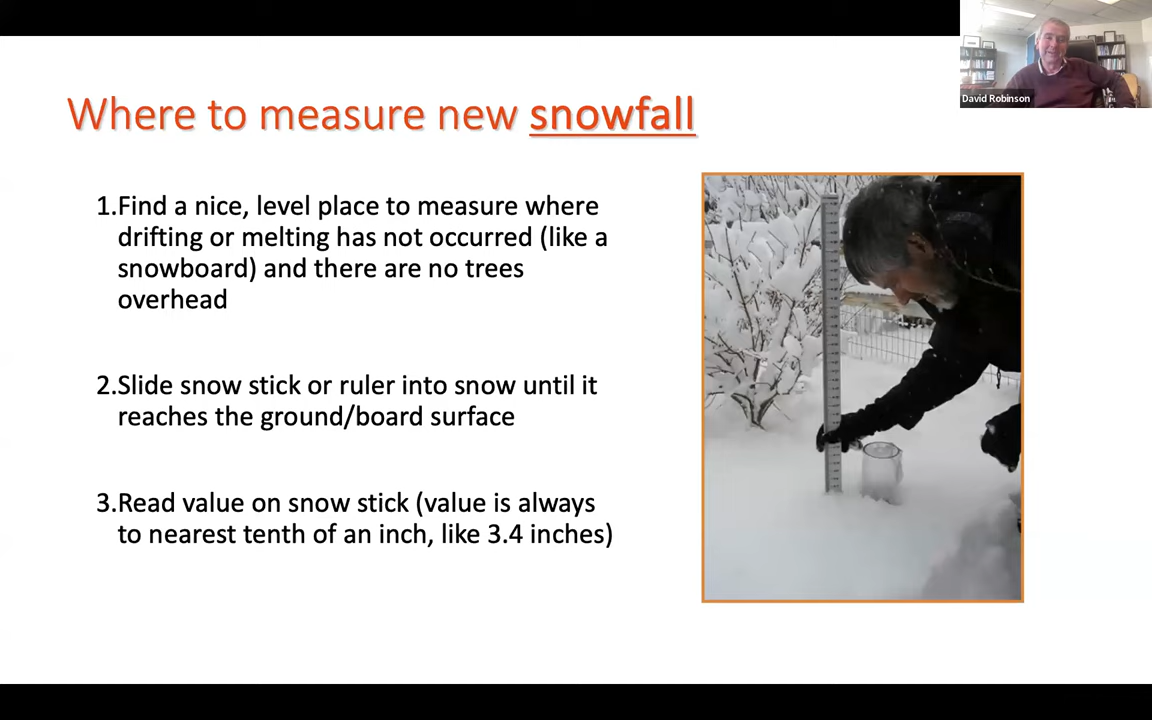 David Robinson
Where to measure new snowfall
1.Find a nice, level place to measure where
drifting or melting has not occurred (like a
snowboard) and there are no trees
overhead
2.Slide snow stick or ruler into snow until it
reaches the ground/board surface
3.Read value on snow stick (value is always
to nearest tenth of an inch, like 3.4 inches)